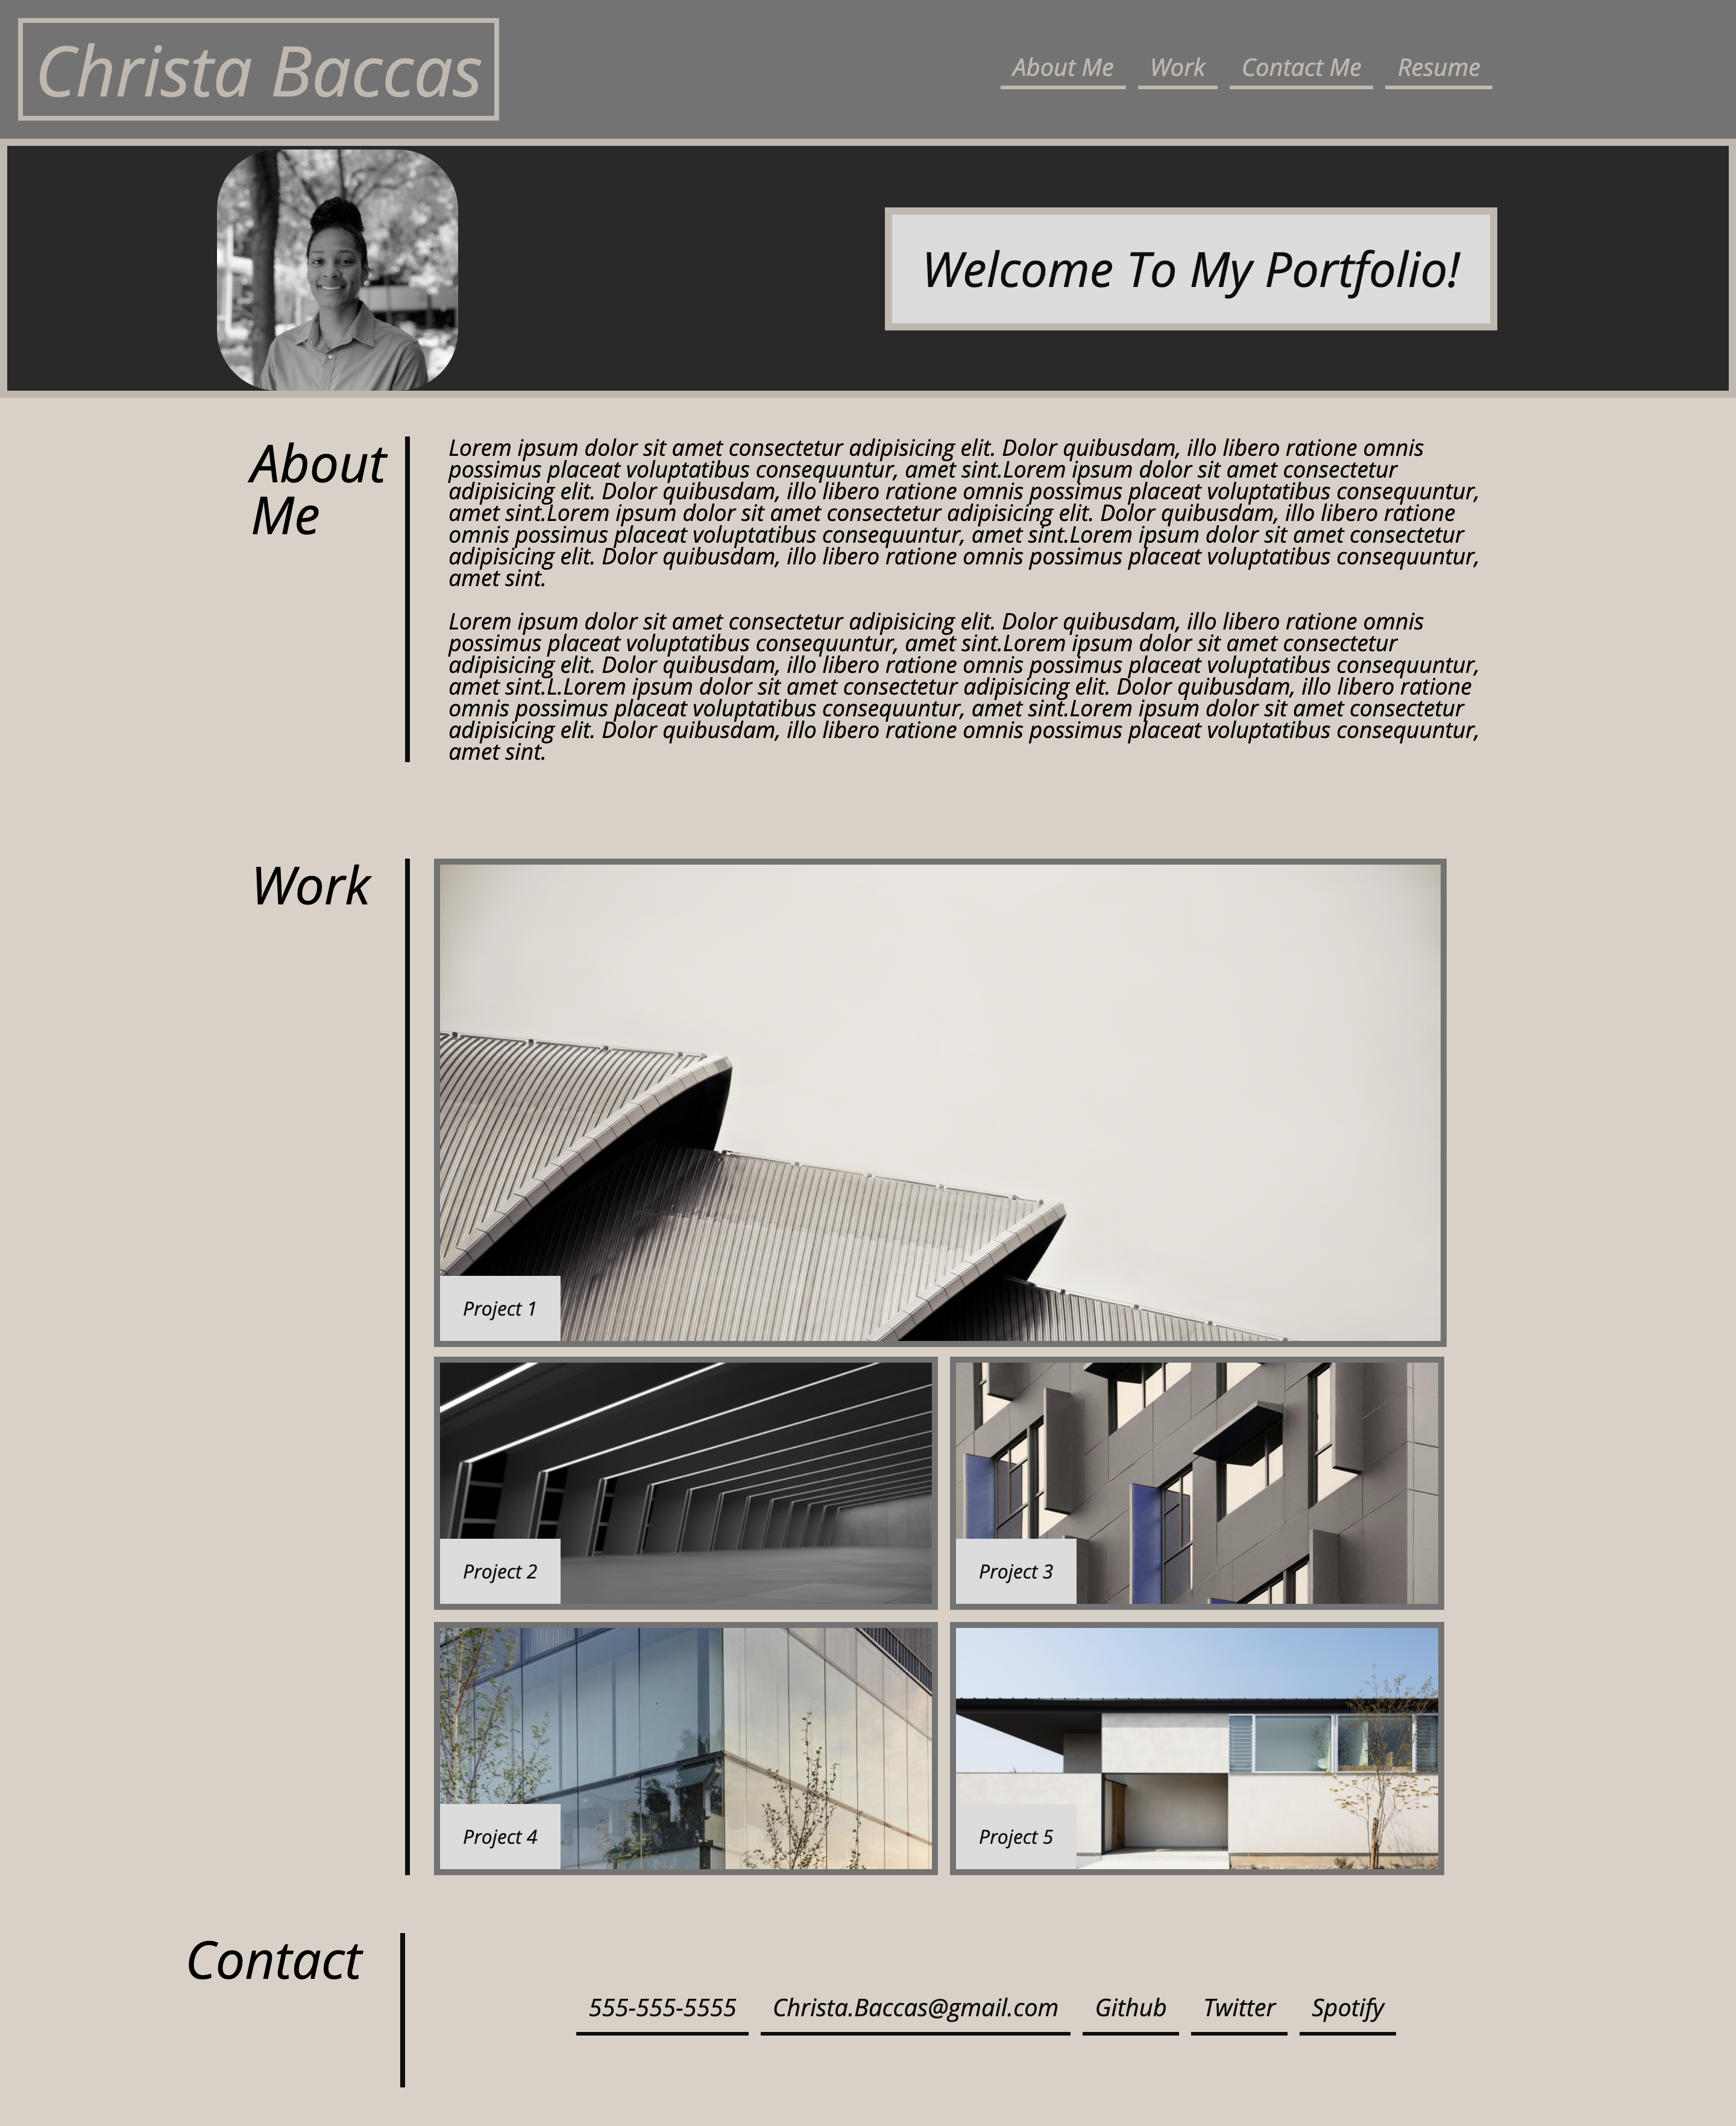 Christa Baccas
About Me Work Contact Me Resume
Welcome To My Portfolio!
About
Me
Lorem ipsum dolor sit amet consectetur adipisicing elit. Dolor quibusdam, illo libero ratione omnis
possimus placeat voluptatibus consequuntur, amet sint.Lorem ipsum dolor sit amet consectetur
adipisicing elit. Dolor quibusdam, illo libero ratione omnis possimus placeat voluptatibus consequuntur,
amet sint.Lorem ipsum dolor sit amet consectetur adipisicing elit. Dolor quibusdam, illo libero ratione
omnis possimus placeat voluptatibus consequuntur, amet sint.Lorem ipsum dolor sit amet consectetur
adipisicing elit. Dolor quibusdam, illo libero ratione omnis possimus placeat voluptatibus consequuntur,
amet sint.
Lorem ipsum dolor sit amet consectetur adipisicing elit. Dolor quibusdam, illo libero ratione omnis
possimus placeat voluptatibus consequuntur, amet sint.Lorem ipsum dolor sit amet consectetur
adipisicing elit. Dolor quibusdam, illo libero ratione omnis possimus placeat voluptatibus consequuntur,
amet sint.L.Lorem ipsum dolor sit amet consectetur adipisicing elit. Dolor quibusdam, illo libero ratione
omnis possimus placeat voluptatibus consequuntur, amet sint.Lorem ipsum dolor sit amet consectetur
adipisicing elit. Dolor quibusdam, illo libero ratione omnis possimus placeat voluptatibus consequuntur,
amet sint.
Work
Project 1
Project 2
Project 3
Project 4
Project 5
Contact
555-555-5555 Christa.Baccas@gmail.com Github Twitter Spotify